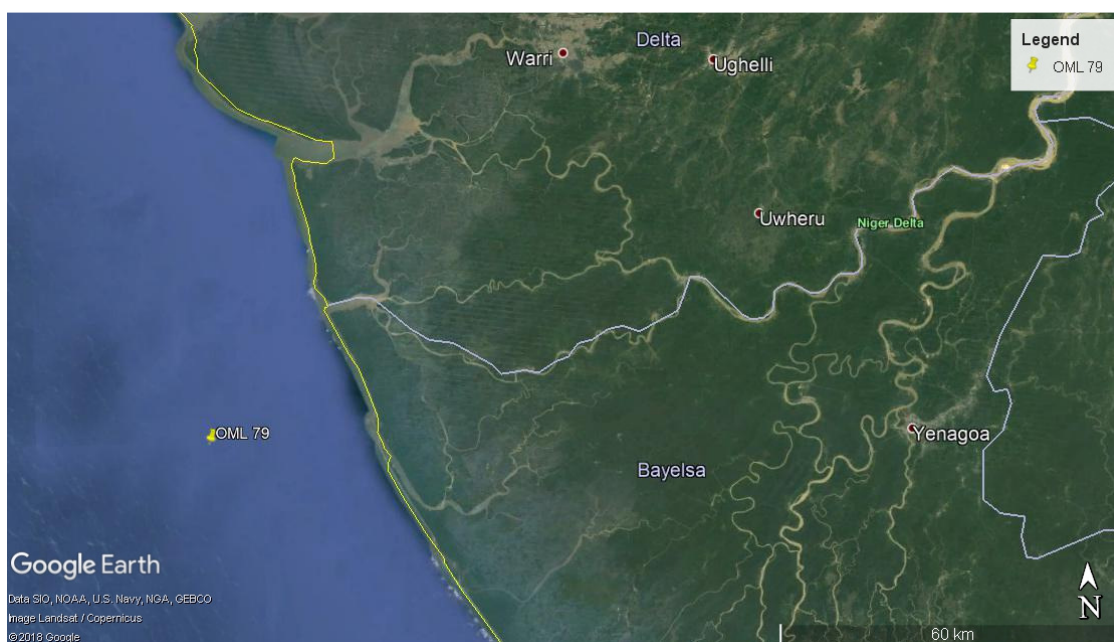 Delta
Warri
Ughelli
Legend
OML 79
Uwheru
Niger Delta
OML 79
Yenagoa
Bayelsa
Google Earth
Data SIO, NOAA, U.S. Navy, NGA, GEBCO
Image Landsat / Copernicus
©2018 Google
N
60 km